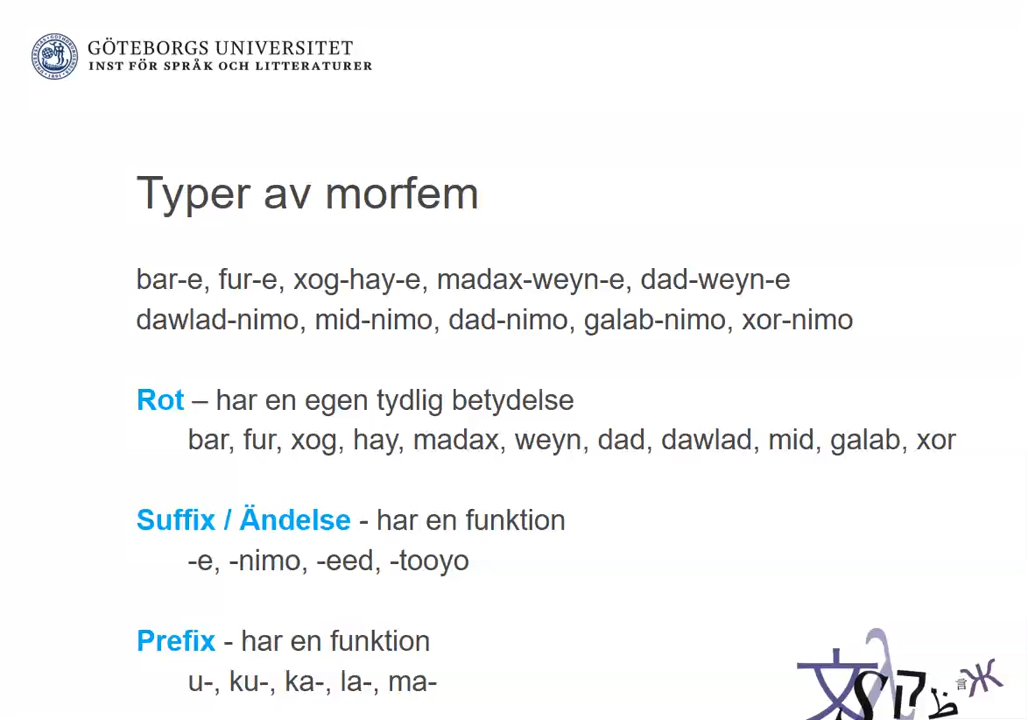 GÖTEBORGS UNIVERSITET
INST FÖR SPRÅK OCH LITTERATURER
Typer av morfem
bar-e, fur-e, xog-hay-e, madax-weyn-e, dad-weyn-e
dawlad-nimo, mid-nimo, dad-nimo, galab-nimo, xor-nimo
Rot – har en egen tydlig betydelse
bar, fur, xog, hay, madax, weyn, dad, dawlad, mid, galab, xor
Suffix / Ändelse - har en funktion
-e, -nimo, -eed, -tooyo
Prefix - har en funktion
u-, ku-, ka-, la-, ma-